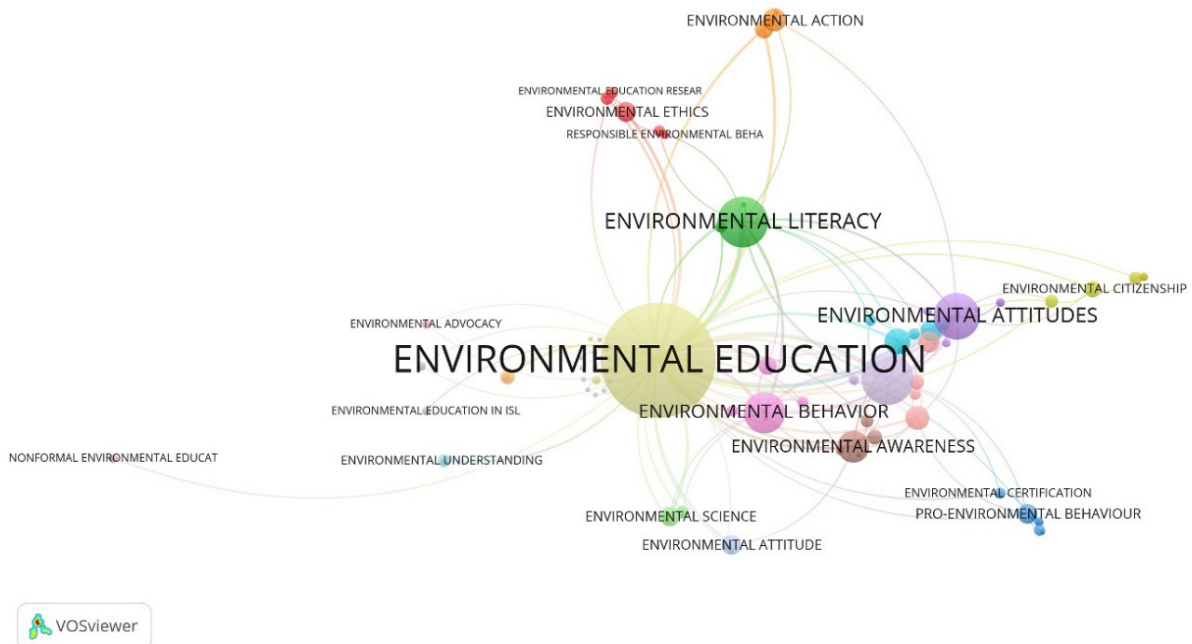 ENVIRONMENTAL ACTION
ENVIRONMENTAL EDUCATION RESEAR
ENVIRONMENTAL ETHICS
RESPONSIBLE ENVIRONMENTAL BEHA
ENVIRONMENTAL LITERACY
ENVIRONMENTAL CITIZENSHIP
ENVIRONMENTAL ATTITUDES
ENVIRONMENTAL ADVOCACY
ENVIRONMENTAL EDUCATION
ENVIRONMENTAL EDUCATION IN ISL
ENVIRONMENTAL BEHAVIOR
ENVIRONMENTAL AWARENESS
NONFORMAL ENVIRONMENTAL EDUCAT
ENVIRONMENTAL UNDERSTANDING
ENVIRONMENTAL CERTIFICATION
PRO-ENVIRONMENTAL BEHAVIOUR
ENVIRONMENTAL SCIENCE
ENVIRONMENTAL ATTITUDE
VOSviewer